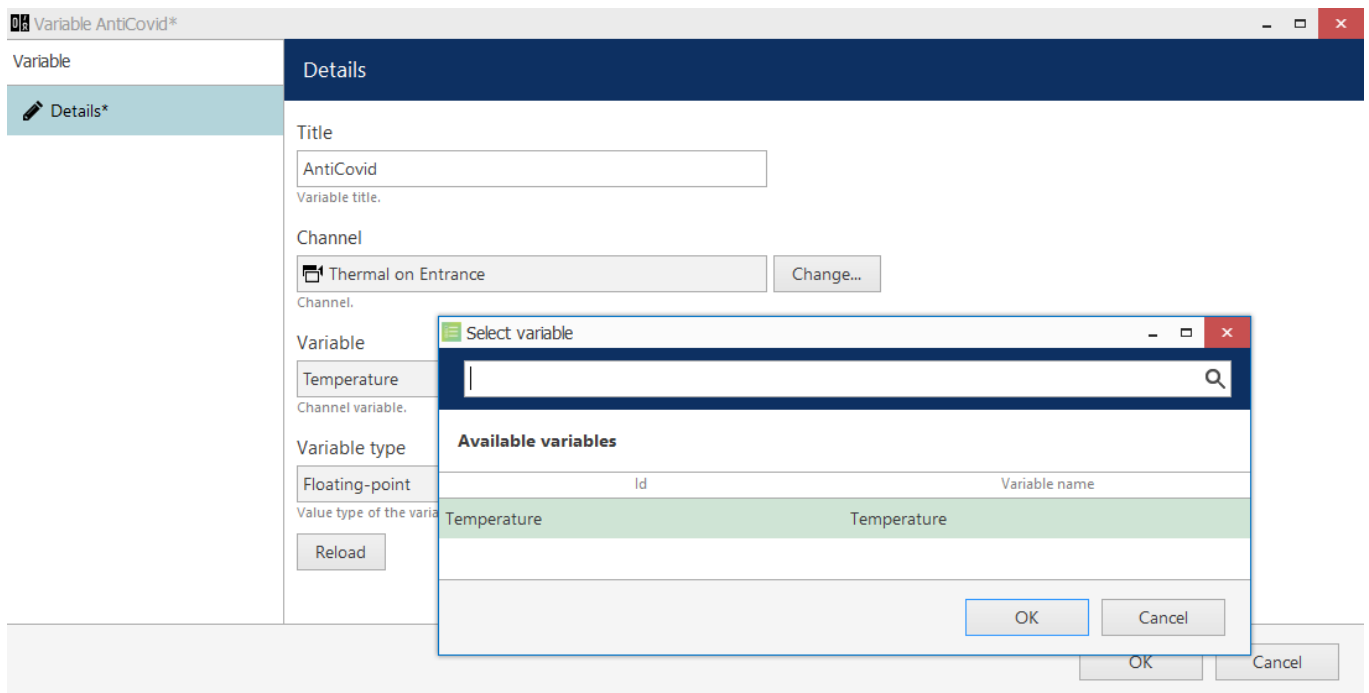 Variable AntiCovid*
Variable
Details*
Details
Title
AntiCovid
Variable title.
Channel
Thermal on Entrance
Change...
Channel.
Variable
Temperature
Channel variable.
Variable type
Floating-point
Value type of the varia
Reload
Select variable
Available variables
Id Variable name
Temperature Temperature
OK Cancel
OK Cancel